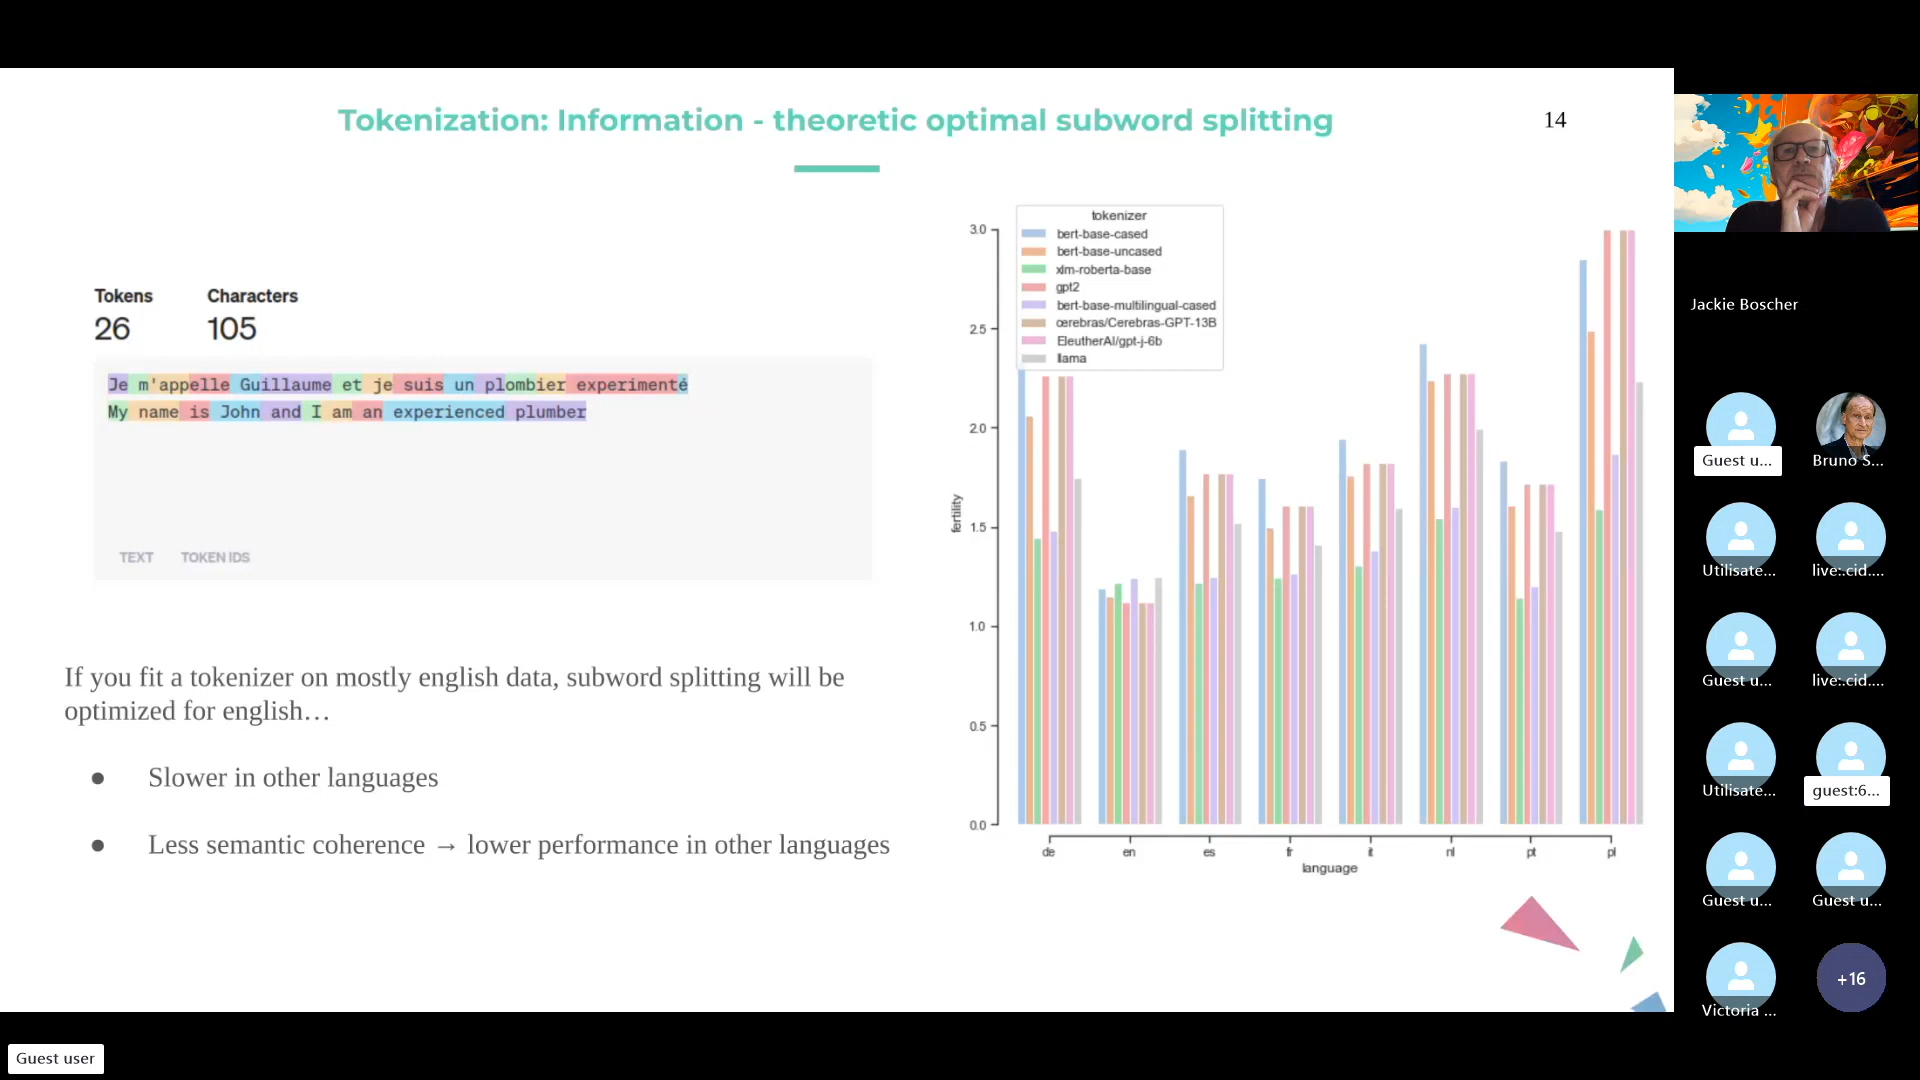 Tokenization: Information - theoretic optimal subword splitting
14
Tokens Characters
26 105
Je m'appelle Guillaume et je suis un plombier experimenté
My name is John and I am an experienced plumber
TEXT TOKEN IDS
If you fit a tokenizer on mostly english data, subword splitting will be
optimized for english…
● Slower in other languages
● Less semantic coherence → lower performance in other languages
tokenizer
bert-base-cased
bert-base-uncased
xlm-roberta-base
gpt2
bert-base-multilingual-cased
cerebras/Cerebras-GPT-13B
EleutherAI/gpt-j-6b
llama
3.0
2.5
2.0
1.5
1.0
0.5
0.0
fertility
de en es fr it nl pt pl
language
Jackie Boscher
Guest u... Bruno S...
Utilisate... live:.cid....
Guest u... live:.cid....
Utilisate... guest:6...
Guest u... Guest u...
Victoria ... +16
Guest user